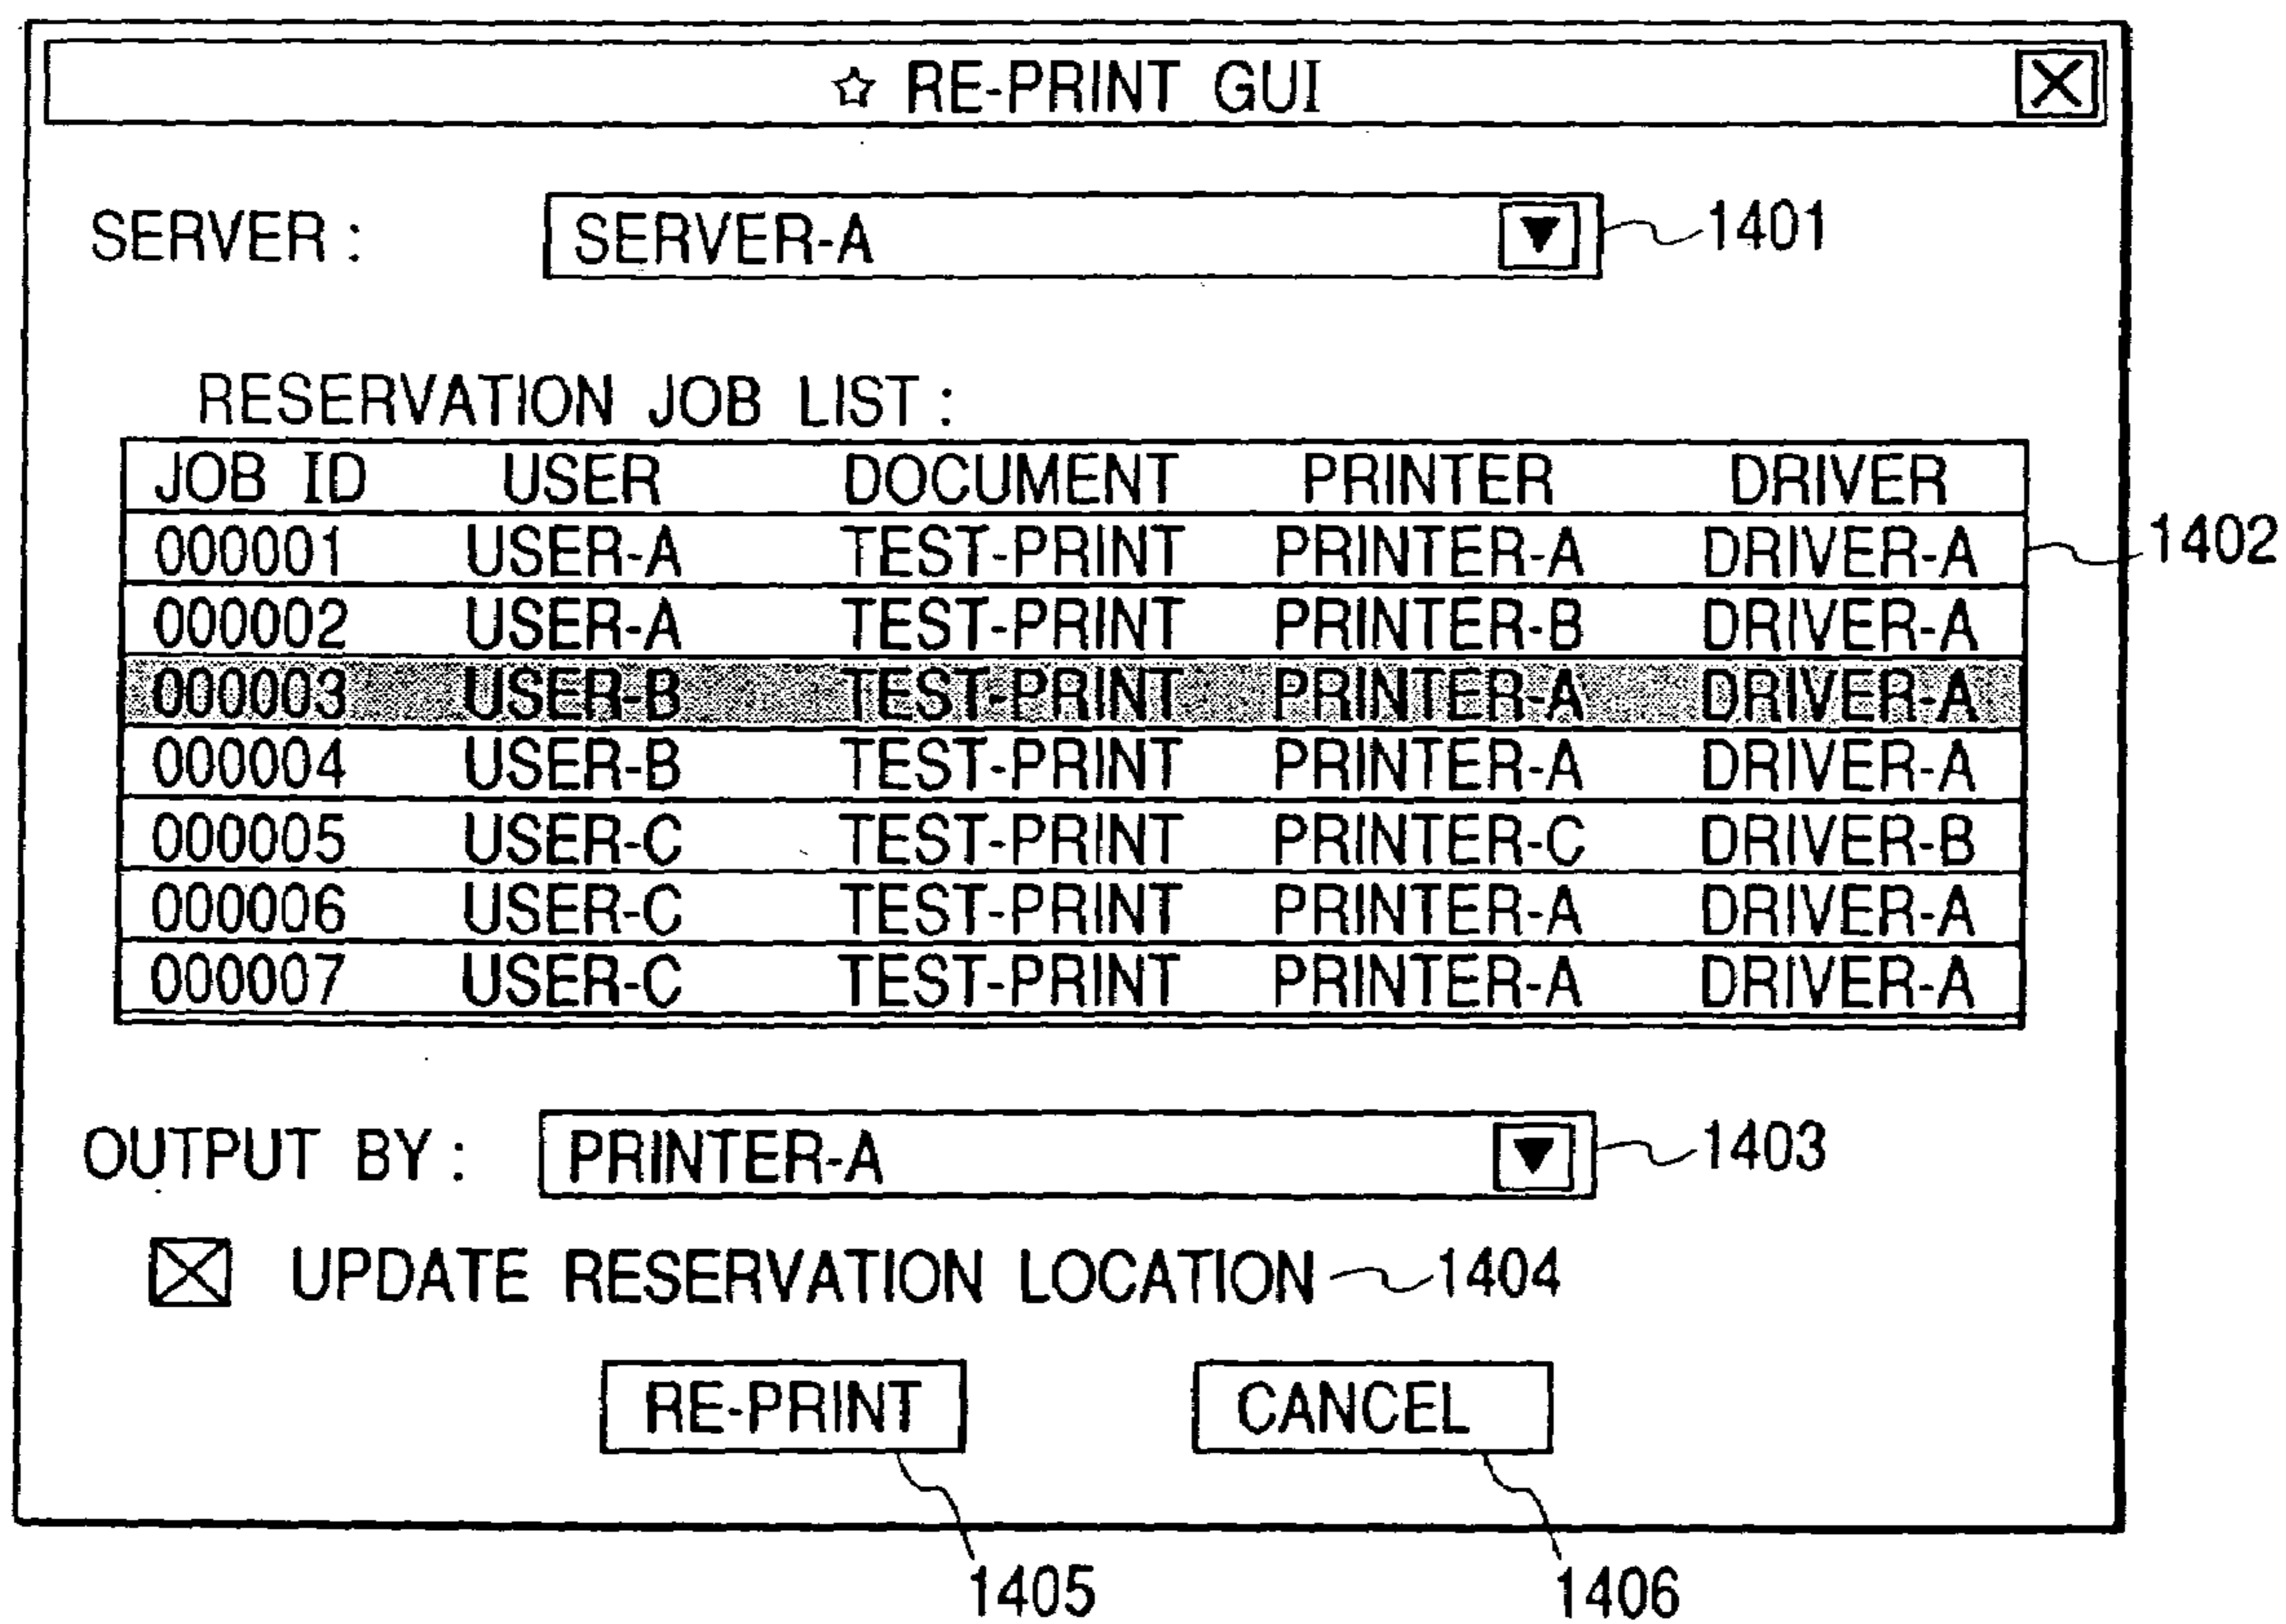 ☆ RE-PRINT GUI
SERVER : SERVER-A 1401
RESERVATION JOB LIST :
JOB ID USER DOCUMENT PRINTER DRIVER
000001 USER-A TEST-PRINT PRINTER-A DRIVER-A 1402
000002 USER-A TEST-PRINT PRINTER-B DRIVER-A
000003 USER-B TEST-PRINT PRINTER-A DRIVER-A
000004 USER-B TEST-PRINT PRINTER-A DRIVER-A
000005 USER-C TEST-PRINT PRINTER-C DRIVER-B
000006 USER-C TEST-PRINT PRINTER-A DRIVER-A
000007 USER-C TEST-PRINT PRINTER-A DRIVER-A
OUTPUT BY : PRINTER-A 1403
UPDATE RESERVATION LOCATION 1404
RE-PRINT CANCEL
1405 1406